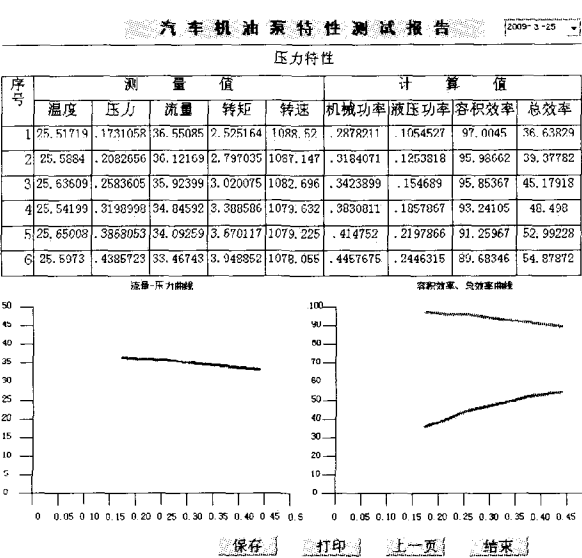 汽车机油泵特性测试报告 2009-3-25
压力特性
序号 测量值 计算值
温度 压力 流量 转矩 转速 机械功率 液压功率 容积效率 总效率
1 25.51719 .1731058 36.55085 2.525164 1088.52 .2878211 .1054527 97.0045 36.63829
2 25.5884 .2082656 36.12169 2.797035 1087.147 .3184071 .1253818 95.98662 39.37782
3 25.63609 .2583605 35.92399 3.020075 1082.696 .3423899 .154689 95.85367 45.17918
4 25.54199 .3198998 34.84592 3.388586 1079.632 .3830811 .1857867 93.24105 48.498
5 25.65008 .3868053 34.09259 3.670117 1079.225 .414752 .2197866 91.25967 52.99228
6 25.5973 .4385723 33.46743 3.948852 1078.055 .4457675 .2446315 89.68346 54.87872
流量-压力曲线 容积效率、总效率曲线
50 100
45 90
35 80
30 70
25 60
20 50
15 40
10 30
5 20
0 10
0
0 0.05 0.10 0.15 0.20 0.25 0.30 0.35 0.40 0.45 0.5
0 0.05 0.10 0.15 0.20 0.25 0.30 0.35 0.40 0.45
保存 打印 上一页 结束